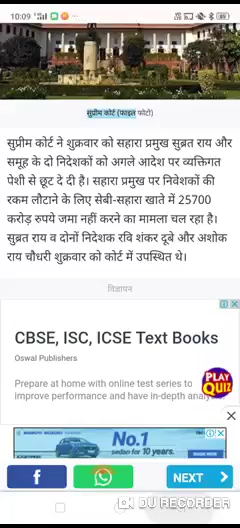 10:09
सुप्रीम कोर्ट (फाइल फोटो)
सुप्रीम कोर्ट ने शुक्रवार को सहारा प्रमुख सुब्रत राय और
समूह के दो निदेशकों को अगले आदेश पर व्यक्तिगत
पेशी से छूट दे दी है। सहारा प्रमुख पर निवेशकों की
रकम लौटाने के लिए सेबी-सहारा खाते में 25700
करोड़ रुपये जमा नहीं करने का मामला चल रहा है।
सुब्रत राय व दोनों निदेशक रवि शंकर दूबे और अशोक
राय चौधरी शुक्रवार को कोर्ट में उपस्थित थे।
विज्ञापन
CBSE, ISC, ICSE Text Books
Oswal Publishers
Prepare at home with online test series to
improve performance and have in-depth analy
PLAY
QUIZ
No.1
sedan for 10 years.
NEXT
DU RECORDER